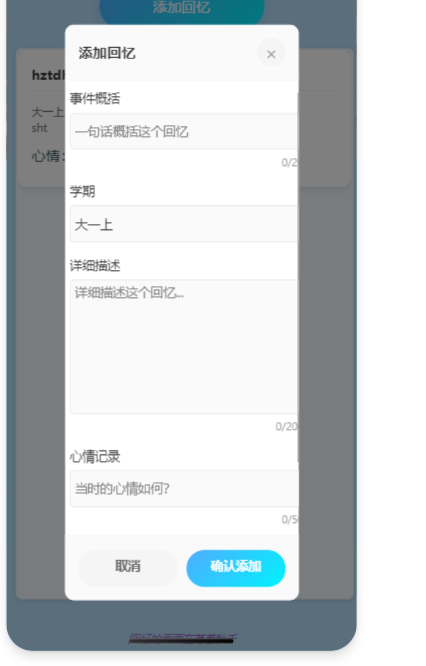 添加回忆
添加回忆
×
hztdl
事件概括
大一上
一句话概括这个回忆
sht
心情：
0/2
学期
大一上
详细描述
详细描述这个回忆...
0/20
心情记录
当时的心情如何？
0/50
取消
确认添加